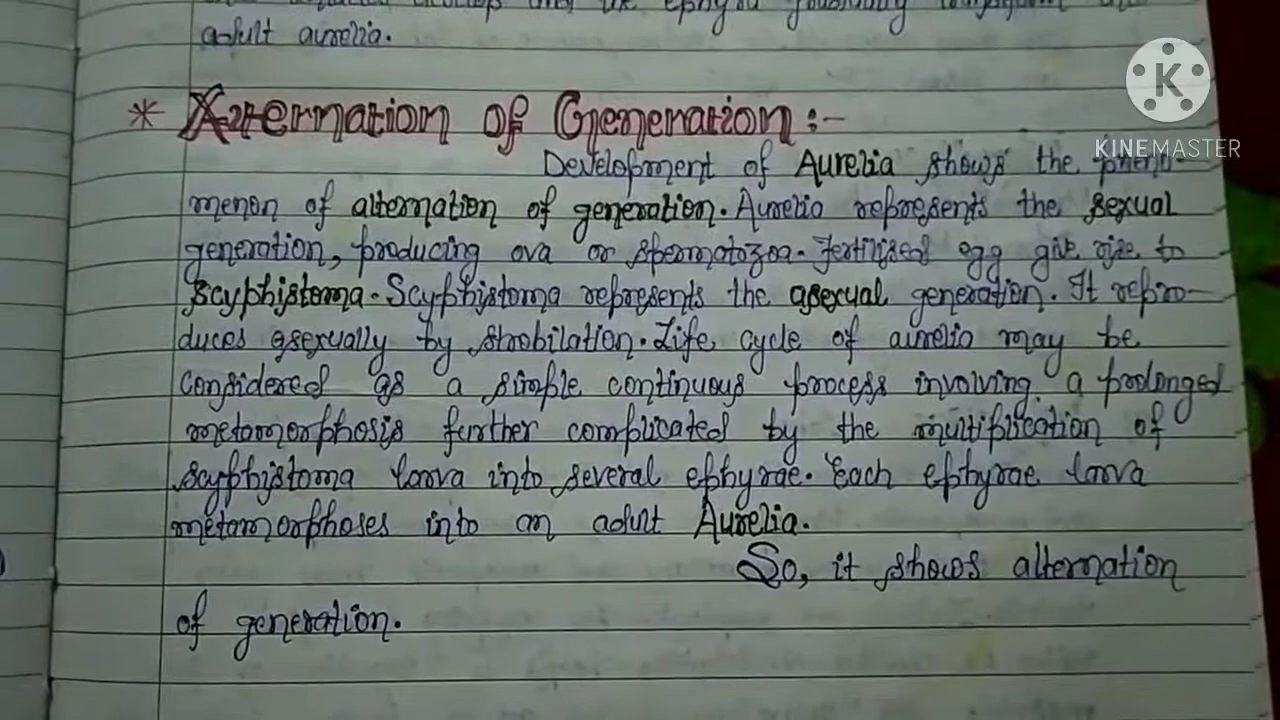 adult aurelia.
* Alternation of Generation :-
Development of Aurelia shows the pheno-
menon of alternation of generation. Aurelia represents the sexual
generation, producing ova or spermatozoa. Fertilised egg give rise to
Scyphistoma. Scyphistoma represents the asexual generation. It repro-
duces asexually by strobilation. Life cycle of aurelia may be
considered as a simple continuous process involving a prolonged
metamorphosis further complicated by the multiplication of
scyphistoma larva into several ephyrae. Each ephyrae larva
metamorphoses into an adult Aurelia.
So, it shows alternation
of generation.
K
KINEMASTER